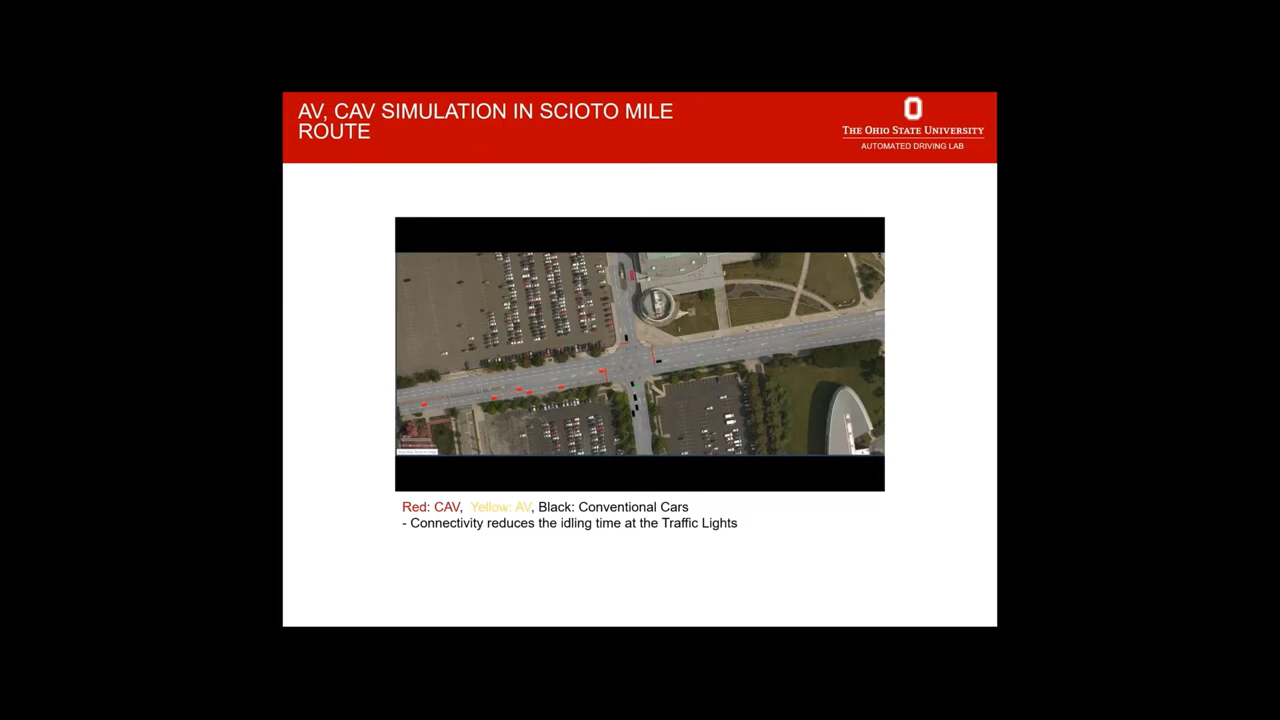 AV, CAV SIMULATION IN SCIOTO MILE
ROUTE
THE OHIO STATE UNIVERSITY
AUTOMATED DRIVING LAB
Red: CAV, Yellow: AV, Black: Conventional Cars
- Connectivity reduces the idling time at the Traffic Lights